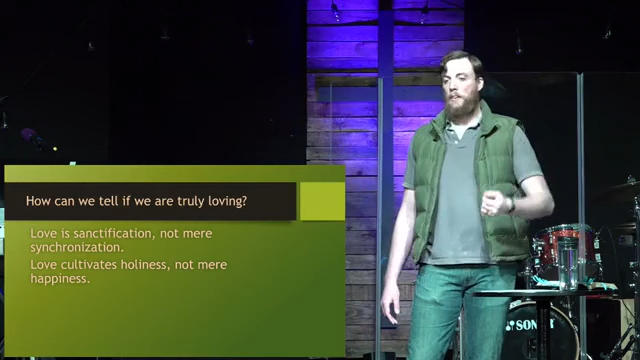 How can we tell if we are truly loving?
Love is sanctification, not mere
synchronization.
Love cultivates holiness, not mere
happiness.